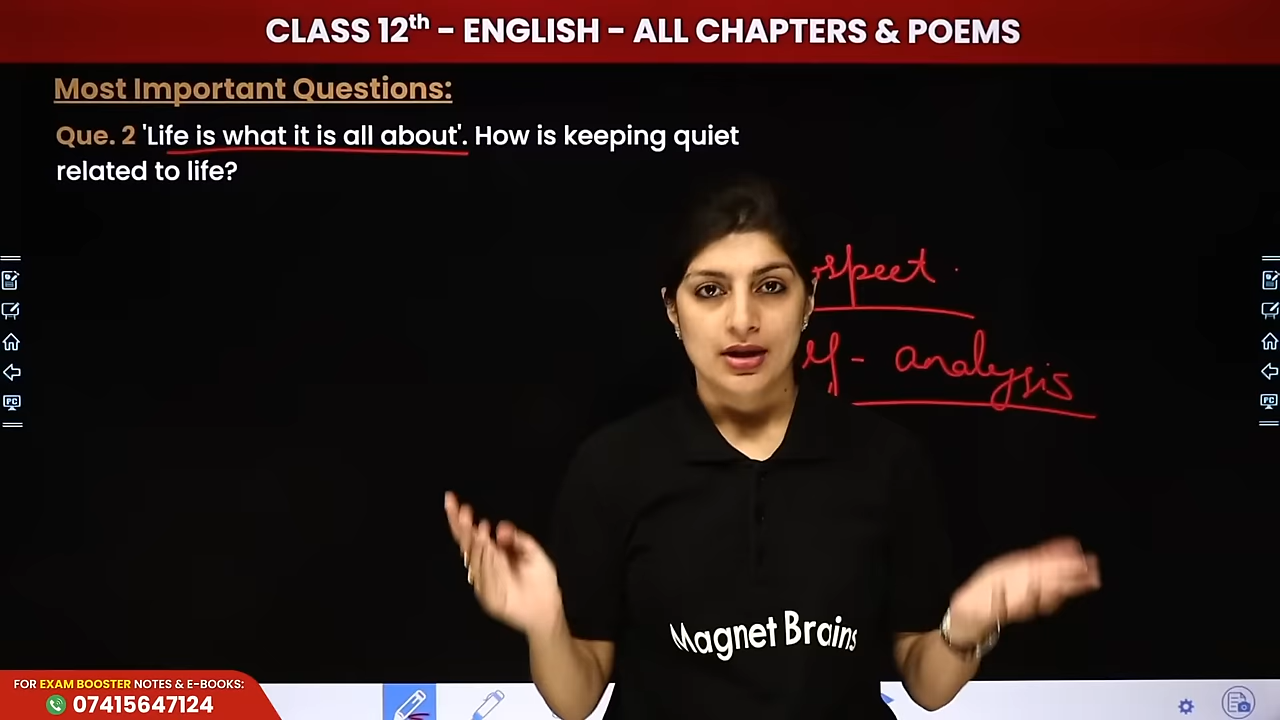 CLASS 12th - ENGLISH - ALL CHAPTERS & POEMS
Most Important Questions:
Que. 2 'Life is what it is all about'. How is keeping quiet
related to life?
analysis
Magnet Brains
FOR EXAM BOOSTER NOTES & E-BOOKS:
07415647124